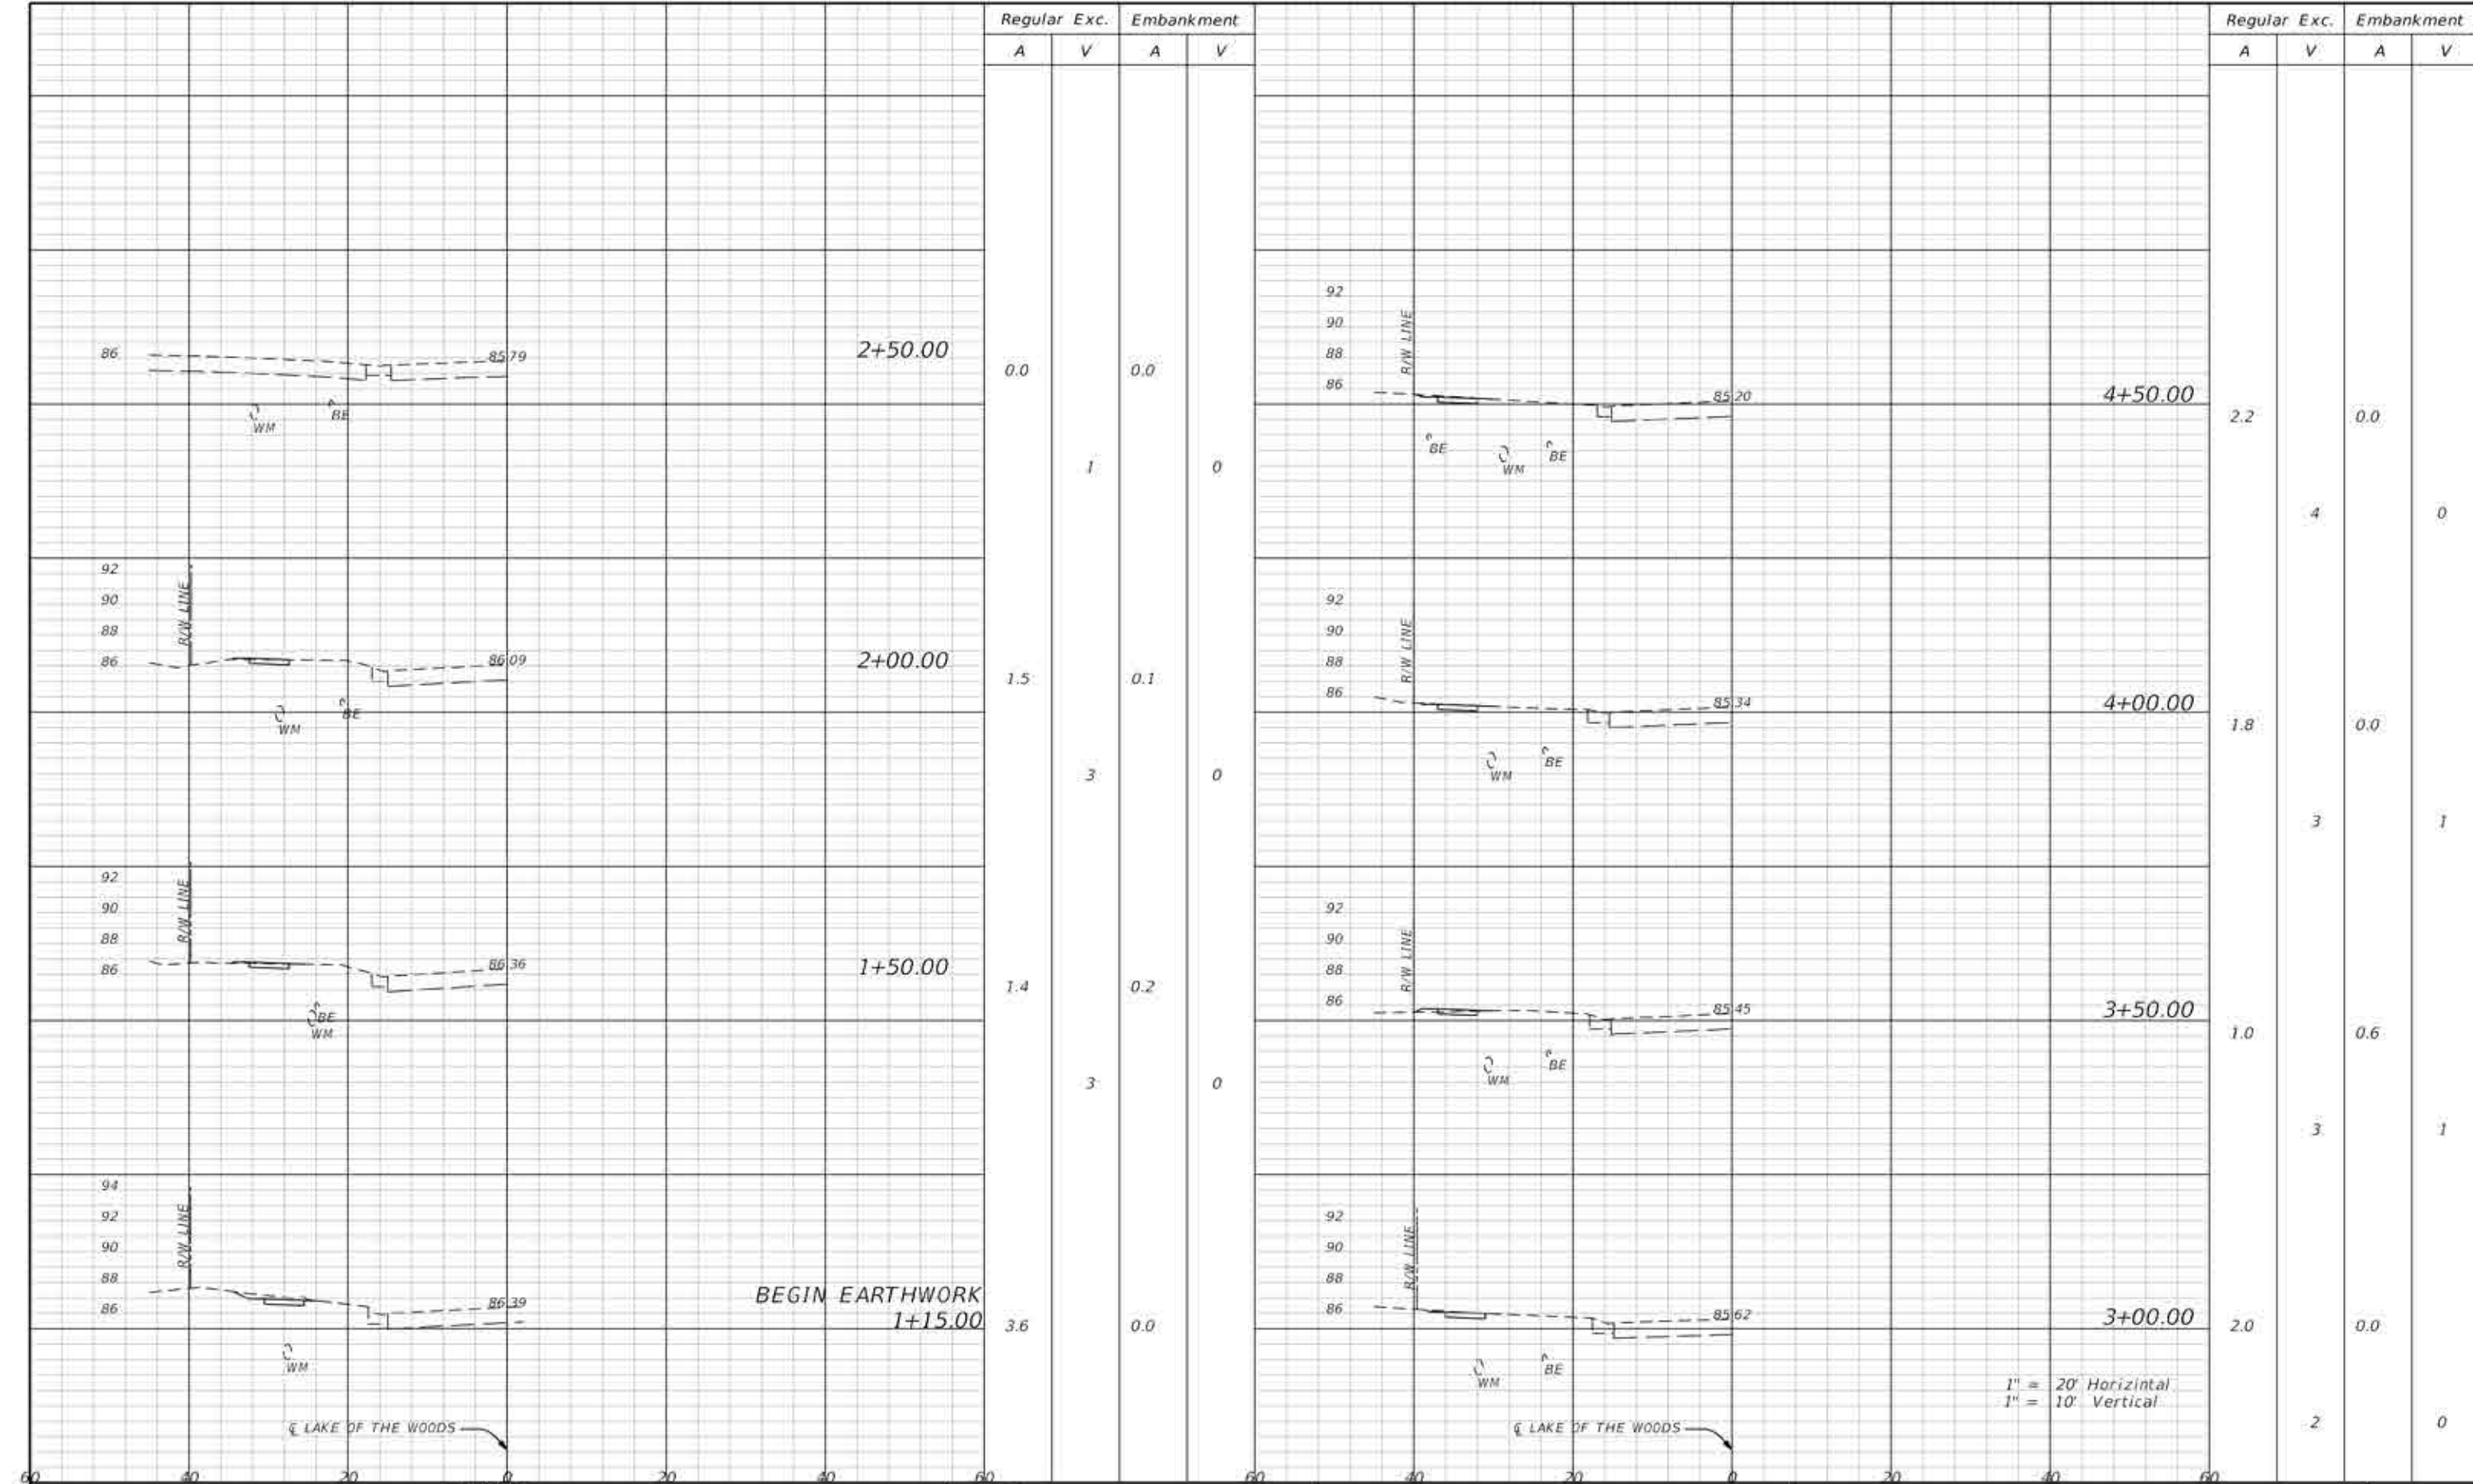 Regular Exc. Embankment
A V A V
86 85.79 2+50.00 0.0 0.0
WM BE
1 0
92
90
88
86
R/W LINE
86.09 2+00.00 1.5 0.1
WM BE
3 0
92
90
88
86
R/W LINE
86.36 1+50.00 1.4 0.2
BE
WM
3 0
94
92
90
88
86
R/W LINE
86.39
BEGIN EARTHWORK
1+15.00 3.6 0.0
WM
℄ LAKE OF THE WOODS
60 40 20 0 20 40 60
Regular Exc. Embankment
A V A V
92
90
88
86
R/W LINE
85.20 4+50.00 2.2 0.0
BE WM BE
4 0
92
90
88
86
R/W LINE
85.34 4+00.00 1.8 0.0
WM BE
3 1
92
90
88
86
R/W LINE
85.45 3+50.00 1.0 0.6
WM BE
3 1
92
90
88
86
R/W LINE
85.62 3+00.00 2.0 0.0
WM BE
1" = 20' Horizintal
1" = 10' Vertical
2 0
℄ LAKE OF THE WOODS
60 40 20 0 20 40 60